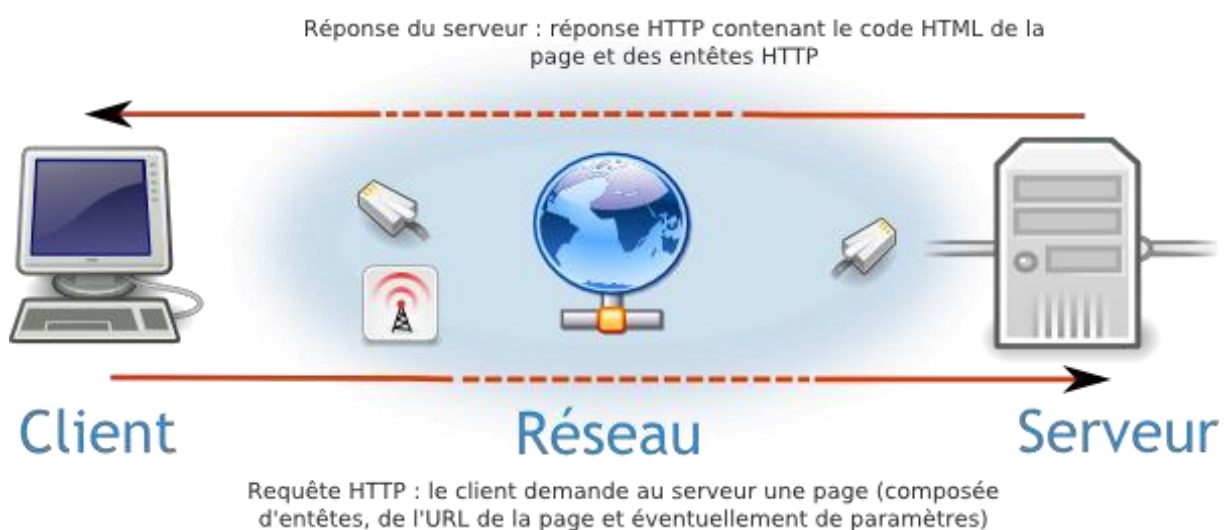 Réponse du serveur : réponse HTTP contenant le code HTML de la
page et des entêtes HTTP
Client
Réseau
Serveur
Requête HTTP : le client demande au serveur une page (composée
d'entêtes, de l'URL de la page et éventuellement de paramètres)